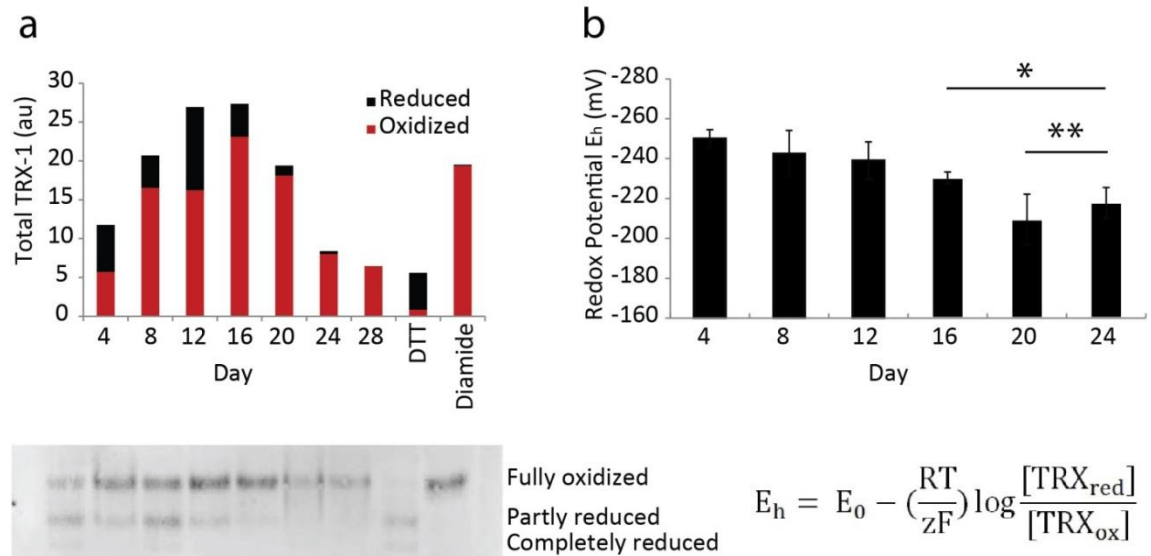 a
Total TRX-1 (au)
30
25
20
15
10
5
0
Reduced
Oxidized
4 8 12 16 20 24 28 DTT Diamide
Day
Fully oxidized
Partly reduced
Completely reduced
b
Redox Potential Eh (mV)
-280
-260
-240
-220
-200
-180
-160
*
**
4 8 12 16 20 24
Day
Eh = E0 − (RT/zF) log [TRXred]/[TRXox]